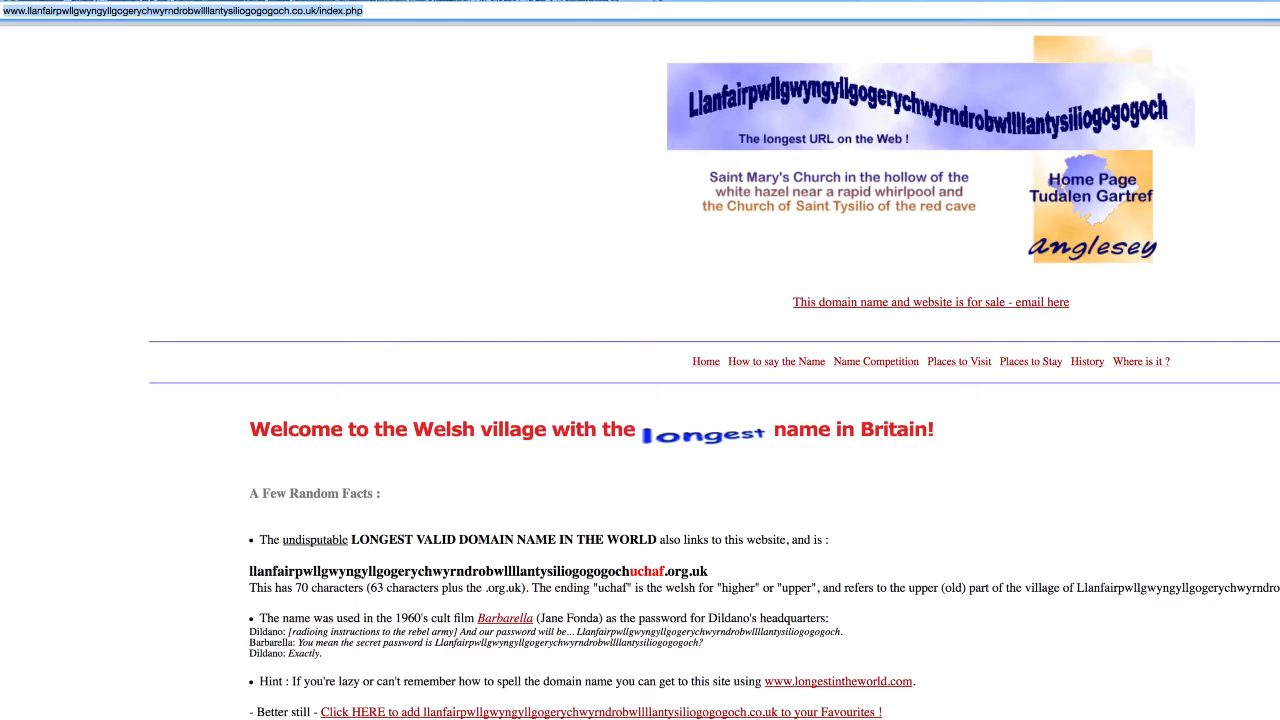 www.llanfairpwllgwyngyllgogerychwyrndrobwllllantysiliogogogoch.co.uk/index.php
Llanfairpwllgwyngyllgogerychwyrndrobwllllantysiliogogogoch
The longest URL on the Web !
Saint Mary's Church in the hollow of the
white hazel near a rapid whirlpool and
the Church of Saint Tysilio of the red cave
Home Page
Tudalen Gartref
anglesey
This domain name and website is for sale - email here
Home How to say the Name Name Competition Places to Visit Places to Stay History Where is it ?
Welcome to the Welsh village with the longest name in Britain!
A Few Random Facts :
• The undisputable LONGEST VALID DOMAIN NAME IN THE WORLD also links to this website, and is :
llanfairpwllgwyngyllgogerychwyrndrobwllllantysiliogogogochuchaf.org.uk
This has 70 characters (63 characters plus the .org.uk). The ending "uchaf" is the welsh for "higher" or "upper", and refers to the upper (old) part of the village of Llanfairpwllgwyngyllgogerychwyrndro
• The name was used in the 1960's cult film Barbarella (Jane Fonda) as the password for Dildano's headquarters:
Dildano: [radioing instructions to the rebel army] And our password will be... Llanfairpwllgwyngyllgogerychwyrndrobwllllantysiliogogogoch.
Barbarella: You mean the secret password is Llanfairpwllgwyngyllgogerychwyrndrobwllllantysiliogogogoch?
Dildano: Exactly.
• Hint : If you're lazy or can't remember how to spell the domain name you can get to this site using www.longestintheworld.com.
- Better still - Click HERE to add llanfairpwllgwyngyllgogerychwyrndrobwllllantysiliogogogoch.co.uk to your Favourites !